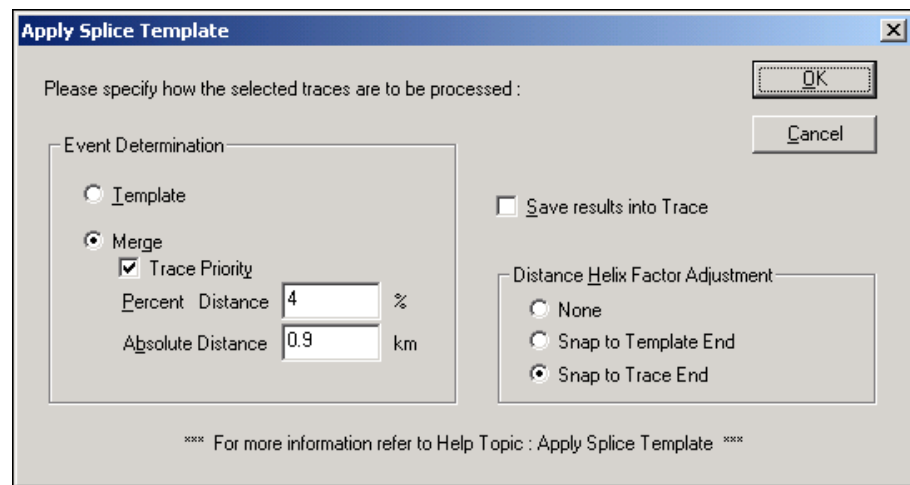 Apply Splice Template
Please specify how the selected traces are to be processed :
OK
Cancel
Event Determination
Template
Merge
Trace Priority
Percent Distance 4 %
Absolute Distance 0.9 km
Save results into Trace
Distance Helix Factor Adjustment
None
Snap to Template End
Snap to Trace End
*** For more information refer to Help Topic : Apply Splice Template ***